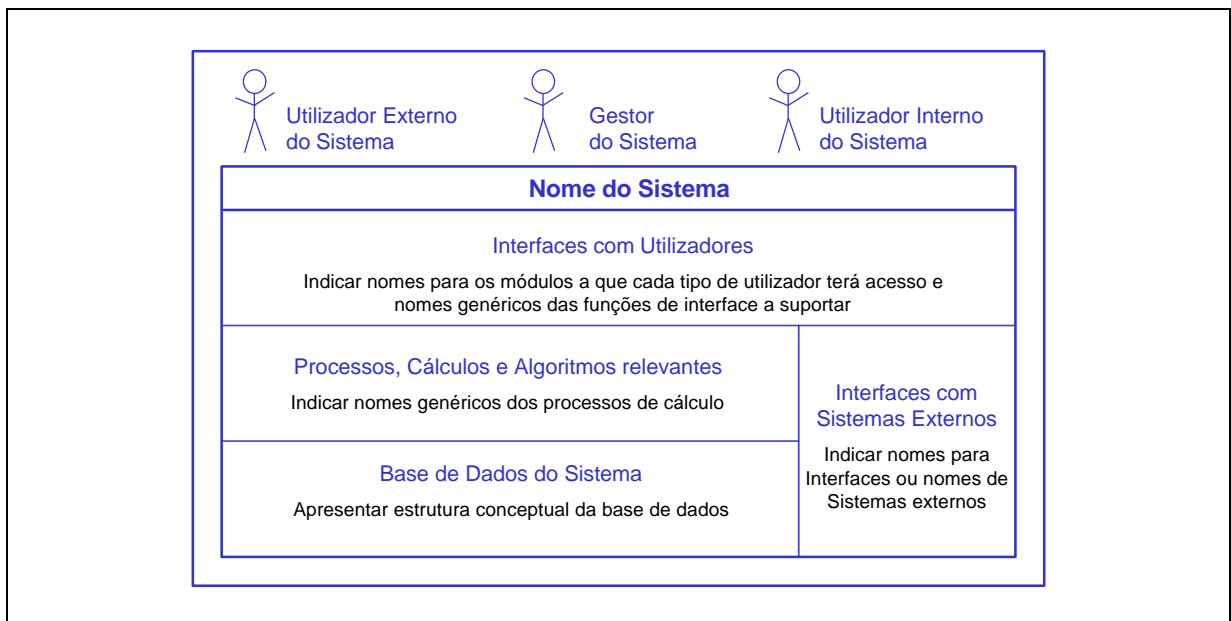 Utilizador Externo
do Sistema
Gestor
do Sistema
Utilizador Interno
do Sistema
Nome do Sistema
Interfaces com Utilizadores
Indicar nomes para os módulos a que cada tipo de utilizador terá acesso e
nomes genéricos das funções de interface a suportar
Processos, Cálculos e Algoritmos relevantes
Indicar nomes genéricos dos processos de cálculo
Base de Dados do Sistema
Apresentar estrutura conceptual da base de dados
Interfaces com
Sistemas Externos
Indicar nomes para
Interfaces ou nomes de
Sistemas externos